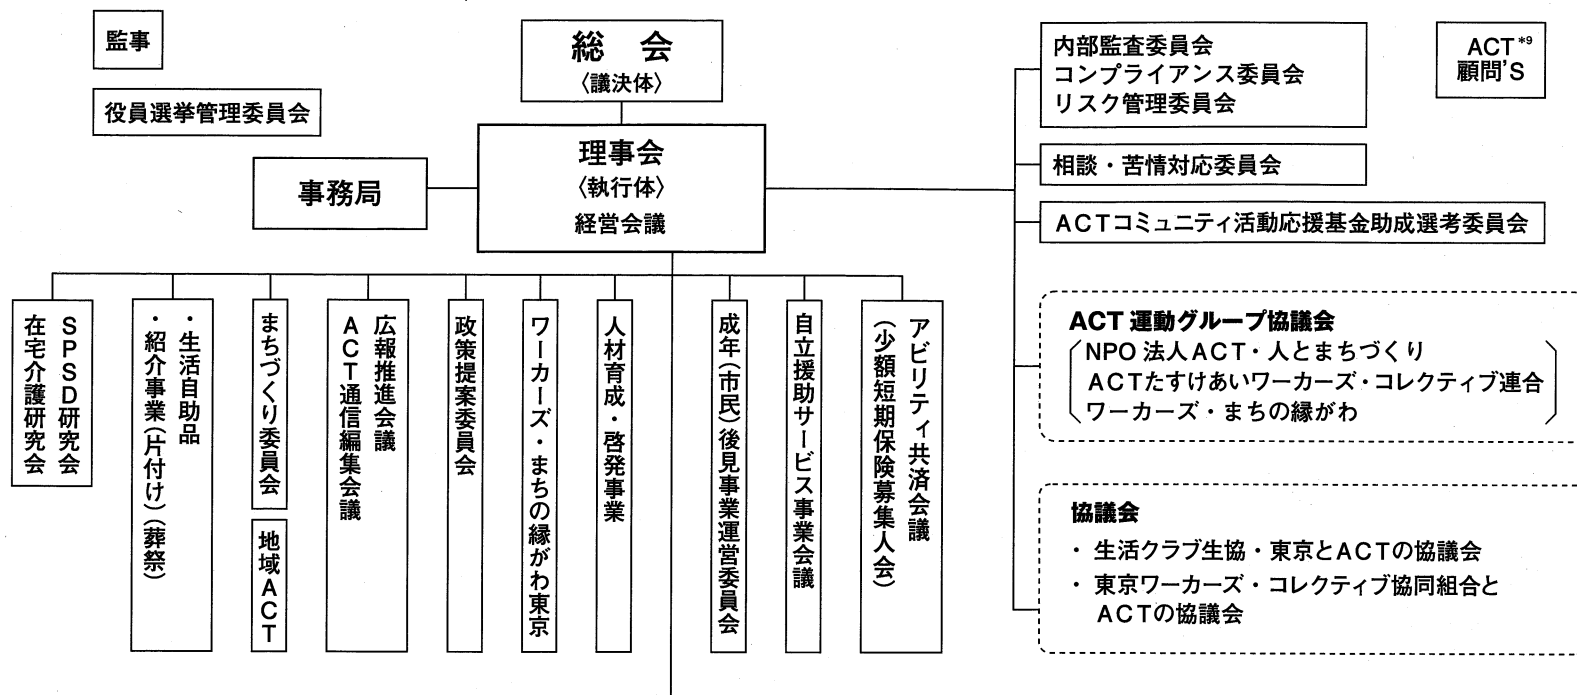 監事
役員選挙管理委員会
総 会
〈議決体〉
理事会
〈執行体〉
経営会議
事務局
内部監査委員会
コンプライアンス委員会
リスク管理委員会
ACT*9
顧問'S
相談・苦情対応委員会
ACTコミュニティ活動応援基金助成選考委員会
ACT運動グループ協議会
NPO法人ACT・人とまちづくり
ACTたすけあいワーカーズ・コレクティブ連合
ワーカーズ・まちの縁がわ
協議会
・ 生活クラブ生協・東京とACTの協議会
・ 東京ワーカーズ・コレクティブ協同組合と
ACTの協議会
SPSD研究会
在宅介護研究会
・生活自助品
・紹介事業(片付け)(葬祭)
まちづくり委員会
地域ACT
広報推進会議
ACT通信編集会議
政策提案委員会
ワーカーズ・まちの縁がわ東京
人材育成・啓発事業
成年(市民)後見事業運営委員会
自立援助サービス事業会議
アビリティ共済会議
(少額短期保険募集人会)